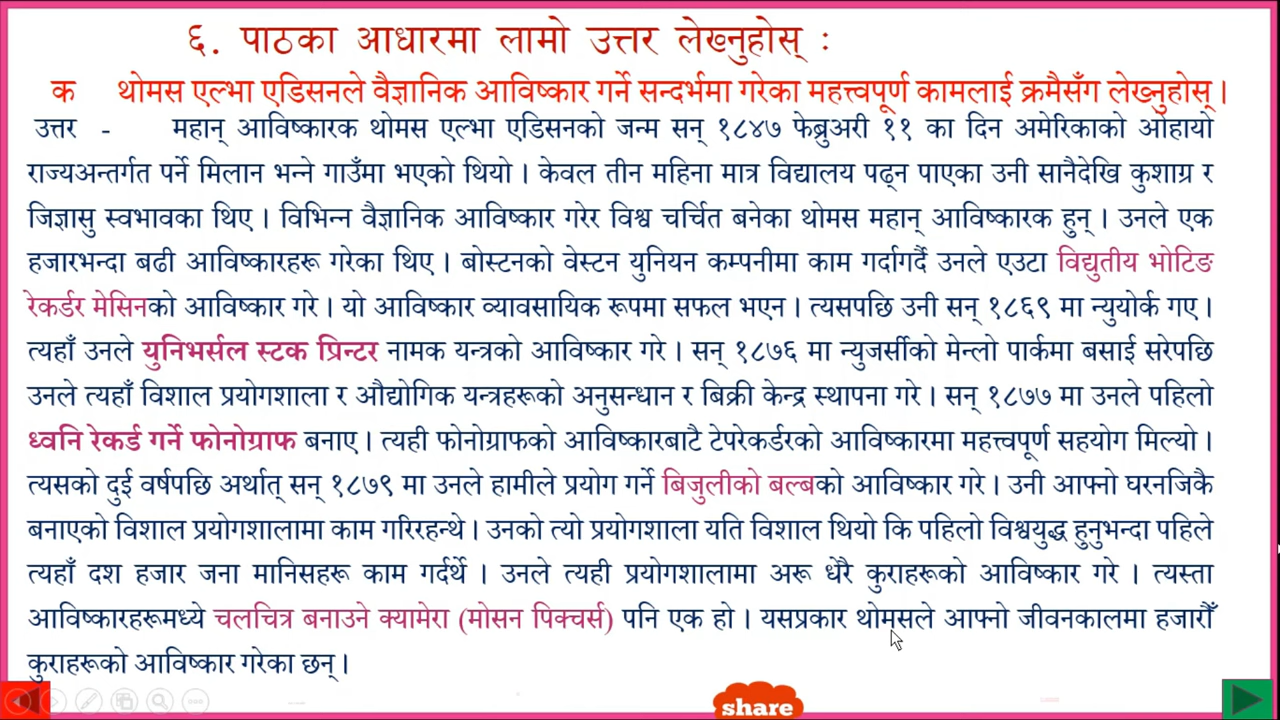 ६. पाठका आधारमा लामो उत्तर लेख्नुहोस् :
क थोमस एल्भा एडिसनले वैज्ञानिक आविष्कार गर्ने सन्दर्भमा गरेका महत्त्वपूर्ण कामलाई क्रमैसँग लेख्नुहोस् ।
उत्तर - महान् आविष्कारक थोमस एल्भा एडिसनको जन्म सन् १८४७ फेब्रुअरी ११ का दिन अमेरिकाको ओहायो
राज्यअन्तर्गत पर्ने मिलान भन्ने गाउँमा भएको थियो । केवल तीन महिना मात्र विद्यालय पढ्न पाएका उनी सानैदेखि कुशाग्र र
जिज्ञासु स्वभावका थिए । विभिन्न वैज्ञानिक आविष्कार गरेर विश्व चर्चित बनेका थोमस महान् आविष्कारक हुन् । उनले एक
हजारभन्दा बढी आविष्कारहरू गरेका थिए । बोस्टनको वेस्टन युनियन कम्पनीमा काम गर्दागर्दै उनले एउटा विद्युतीय भोटिङ
रेकर्डर मेसिनको आविष्कार गरे । यो आविष्कार व्यावसायिक रूपमा सफल भएन । त्यसपछि उनी सन् १८६९ मा न्युयोर्क गए ।
त्यहाँ उनले युनिभर्सल स्टक प्रिन्टर नामक यन्त्रको आविष्कार गरे । सन् १८७६ मा न्युजर्सीको मेन्लो पार्कमा बसाई सरेपछि
उनले त्यहाँ विशाल प्रयोगशाला र औद्योगिक यन्त्रहरूको अनुसन्धान र बिक्री केन्द्र स्थापना गरे । सन् १८७७ मा उनले पहिलो
ध्वनि रेकर्ड गर्ने फोनोग्राफ बनाए । त्यही फोनोग्राफको आविष्कारबाटै टेपरेकर्डरको आविष्कारमा महत्त्वपूर्ण सहयोग मिल्यो ।
त्यसको दुई वर्षपछि अर्थात् सन् १८७९ मा उनले हामीले प्रयोग गर्ने बिजुलीको बल्बको आविष्कार गरे । उनी आफ्नो घरनजिकै
बनाएको विशाल प्रयोगशालामा काम गरिरहन्थे । उनको त्यो प्रयोगशाला यति विशाल थियो कि पहिलो विश्वयुद्ध हुनुभन्दा पहिले
त्यहाँ दश हजार जना मानिसहरू काम गर्दथे । उनले त्यही प्रयोगशालामा अरू धेरै कुराहरूको आविष्कार गरे । त्यस्ता
आविष्कारहरूमध्ये चलचित्र बनाउने क्यामेरा (मोसन पिक्चर्स) पनि एक हो । यसप्रकार थोमसले आफ्नो जीवनकालमा हजारौँ
कुराहरूको आविष्कार गरेका छन् ।
share